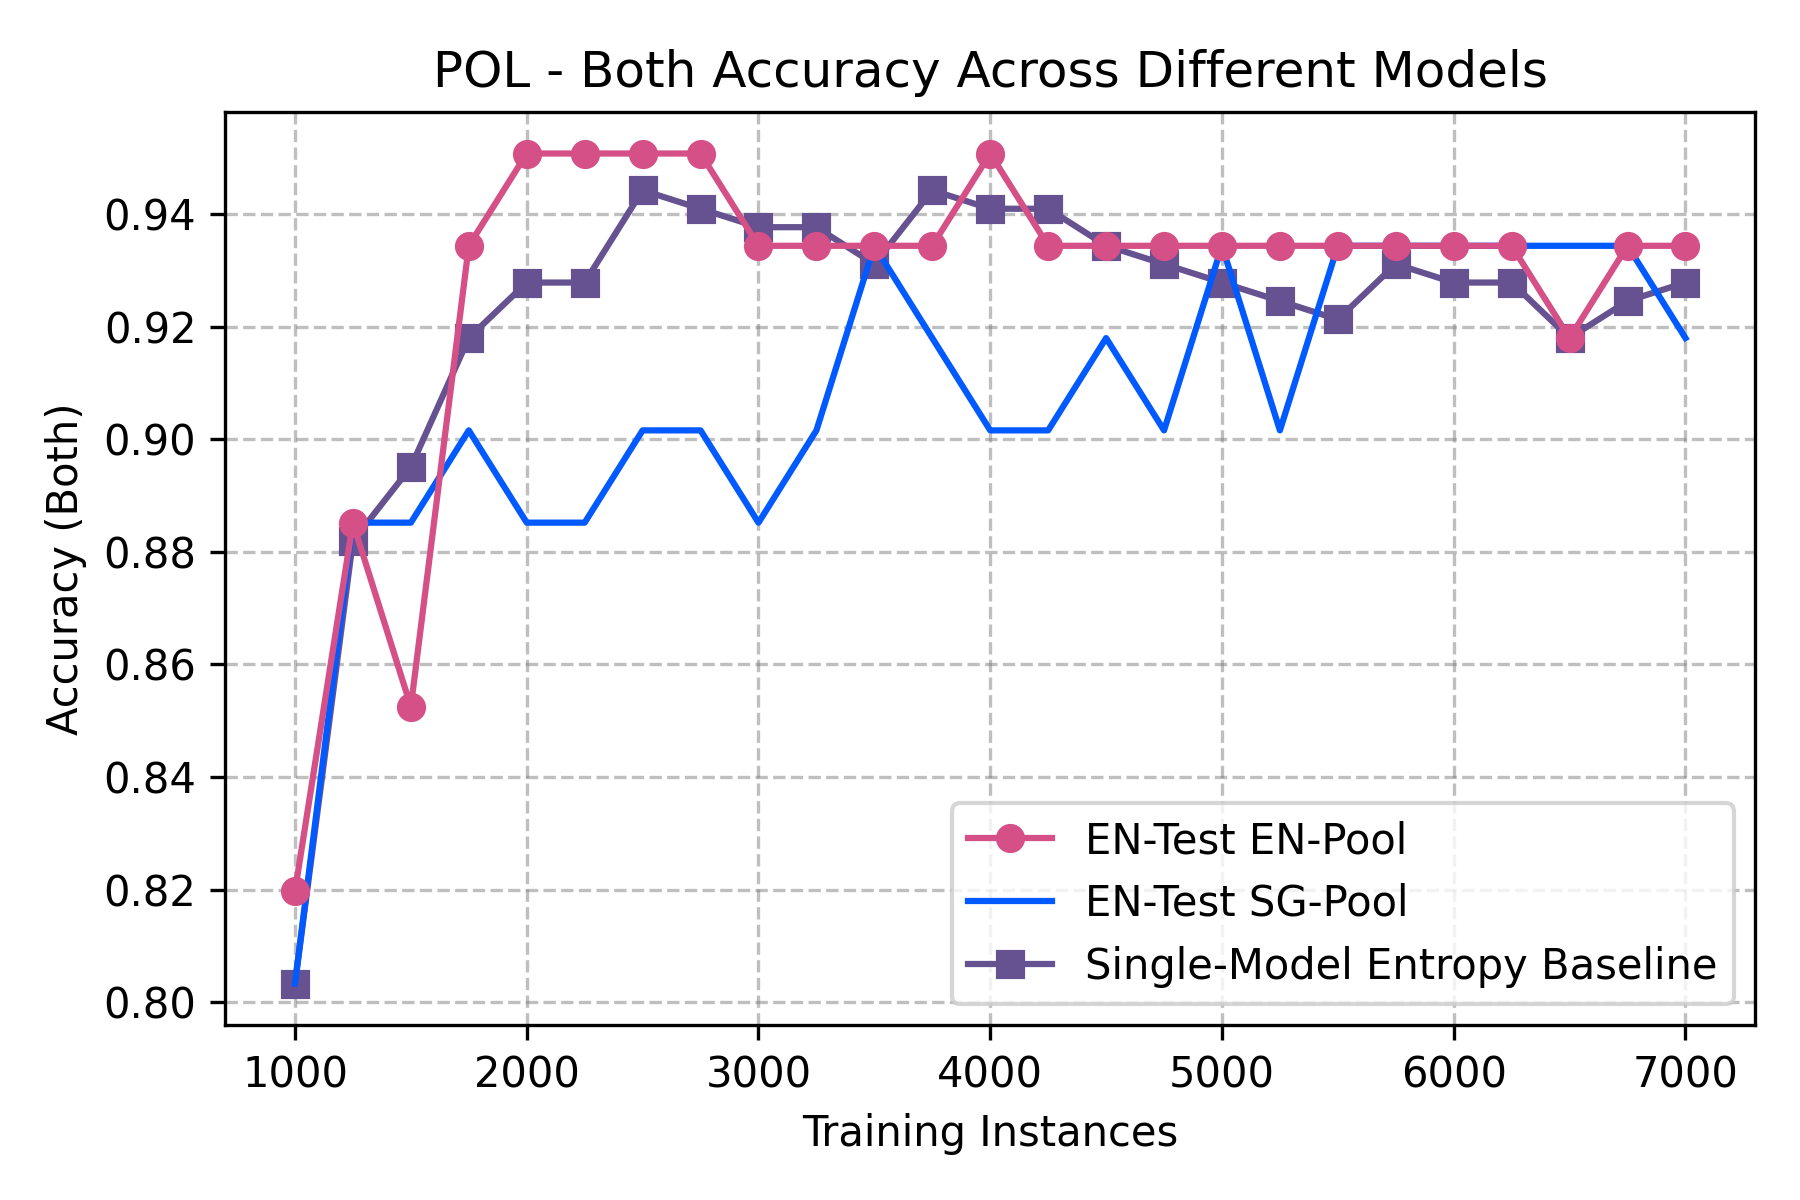 POL - Both Accuracy Across Different Models
Accuracy (Both)
0.94
0.92
0.90
0.88
0.86
0.84
0.82
0.80
1000 2000 3000 4000 5000 6000 7000
Training Instances
EN-Test EN-Pool
EN-Test SG-Pool
Single-Model Entropy Baseline